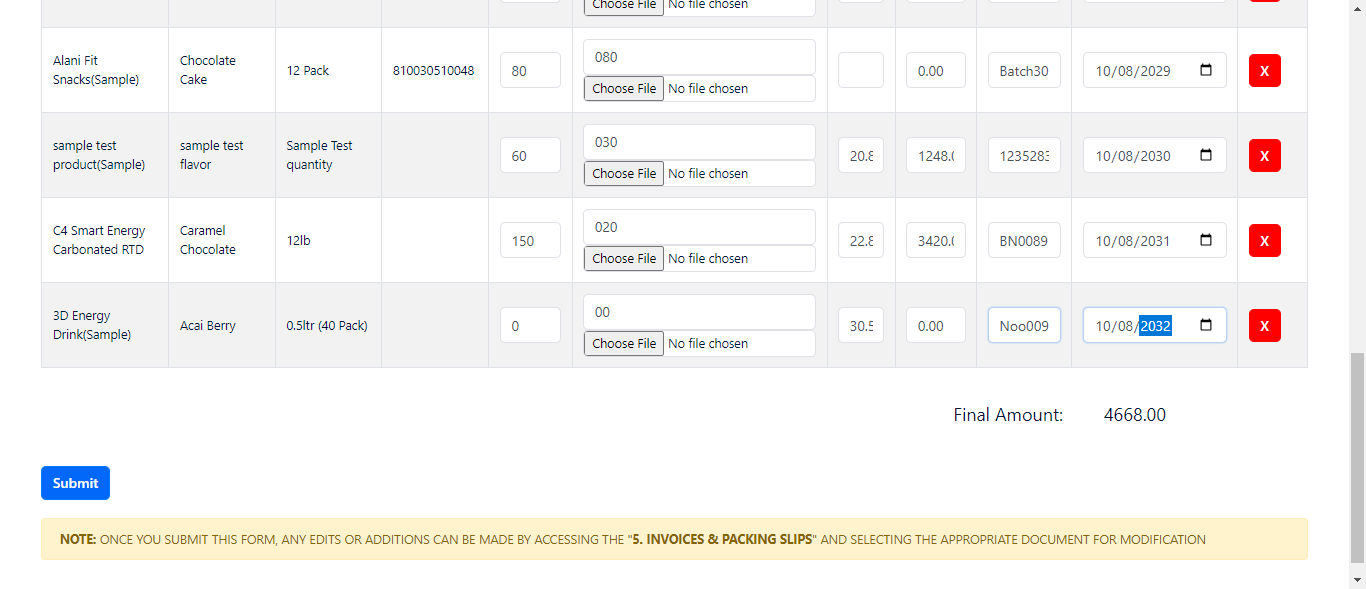 Choose File No file chosen
Alani Fit Snacks(Sample) Chocolate Cake 12 Pack 810030510048 80 080 Choose File No file chosen 0.00 Batch30 10/08/2029 X
sample test product(Sample) sample test flavor Sample Test quantity 60 030 Choose File No file chosen 20.8 1248.0 1235283 10/08/2030 X
C4 Smart Energy Carbonated RTD Caramel Chocolate 12lb 150 020 Choose File No file chosen 22.8 3420.0 BN0089 10/08/2031 X
3D Energy Drink(Sample) Acai Berry 0.5ltr (40 Pack) 0 00 Choose File No file chosen 30.5 0.00 Noo009 10/08/2032 X
Final Amount: 4668.00
Submit
NOTE: ONCE YOU SUBMIT THIS FORM, ANY EDITS OR ADDITIONS CAN BE MADE BY ACCESSING THE "5. INVOICES & PACKING SLIPS" AND SELECTING THE APPROPRIATE DOCUMENT FOR MODIFICATION